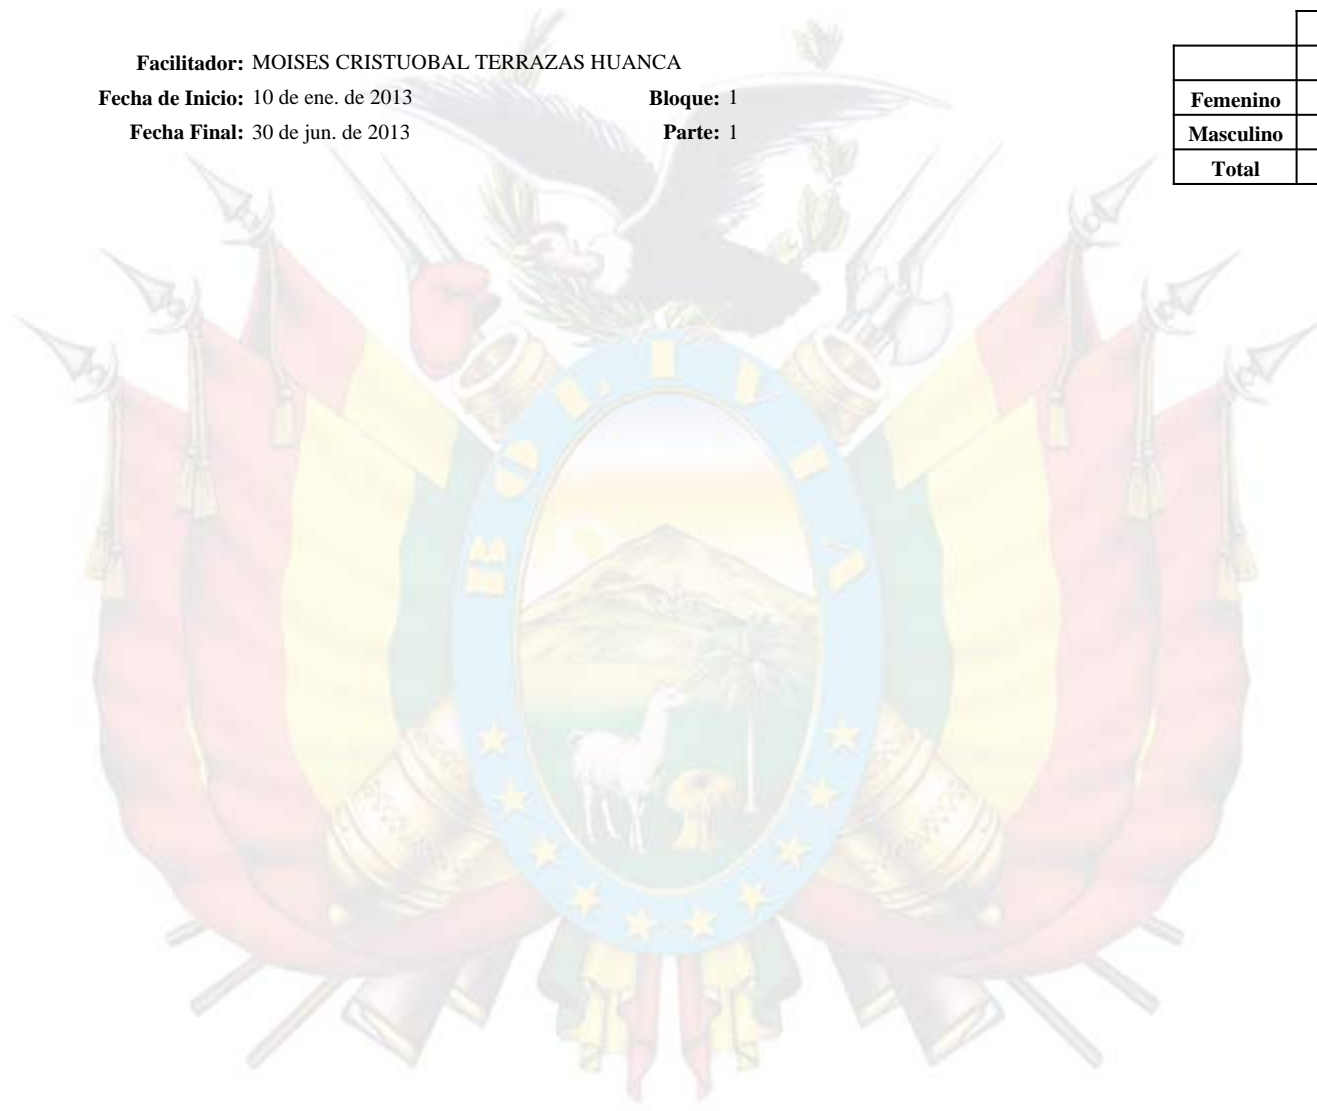 Facilitador: MOISES CRISTUOBAL TERRAZAS HUANCA
Fecha de Inicio: 10 de ene. de 2013 Bloque: 1
Fecha Final: 30 de jun. de 2013 Parte: 1
Femenino
Masculino
Total
BOLIVIA